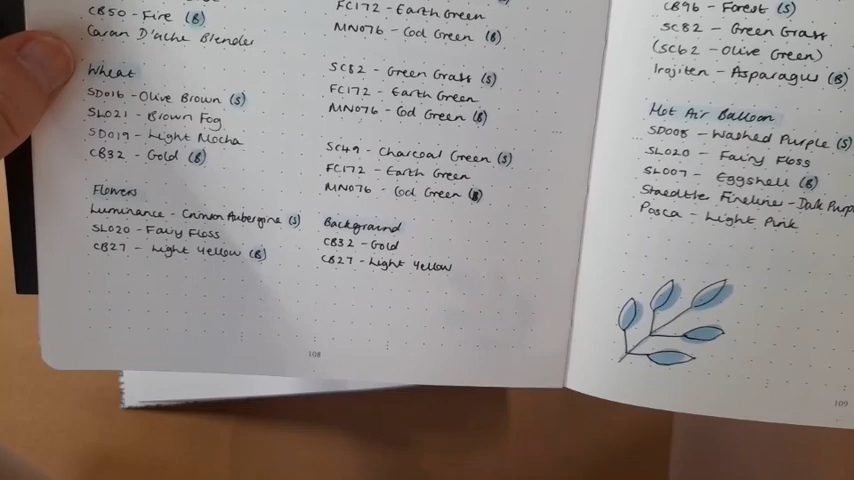 CB50 - Fire (B)
Caran D'ache Blender
Wheat
SD016 - Olive Brown (S)
SL021 - Brown Fog
SD019 - Light Mocha
CB32 - Gold (B)
Flowers
Luminance - Crimson Aubergine (S)
SL020 - Fairy Floss
CB27 - Light Yellow (B)
FC172 - Earth Green
MN076 - Cod Green (B)
SC82 - Green Grass (S)
FC172 - Earth Green
MN076 - Cod Green (B)
SC49 - Charcoal Green (S)
FC172 - Earth Green
MN076 - Cod Green (B)
Background
CB32 - Gold
CB27 - Light Yellow
108
CB96 - Forest (S)
SC82 - Green Grass
(SC62 - Olive Green)
Irojiten - Asparagus (B)
Hot Air Balloon
SD008 - Washed Purple (S)
SL020 - Fairy Floss
SL007 - Eggshell (B)
Staedtler Fineliner - Dark Purp
Posca - Light Pink
109